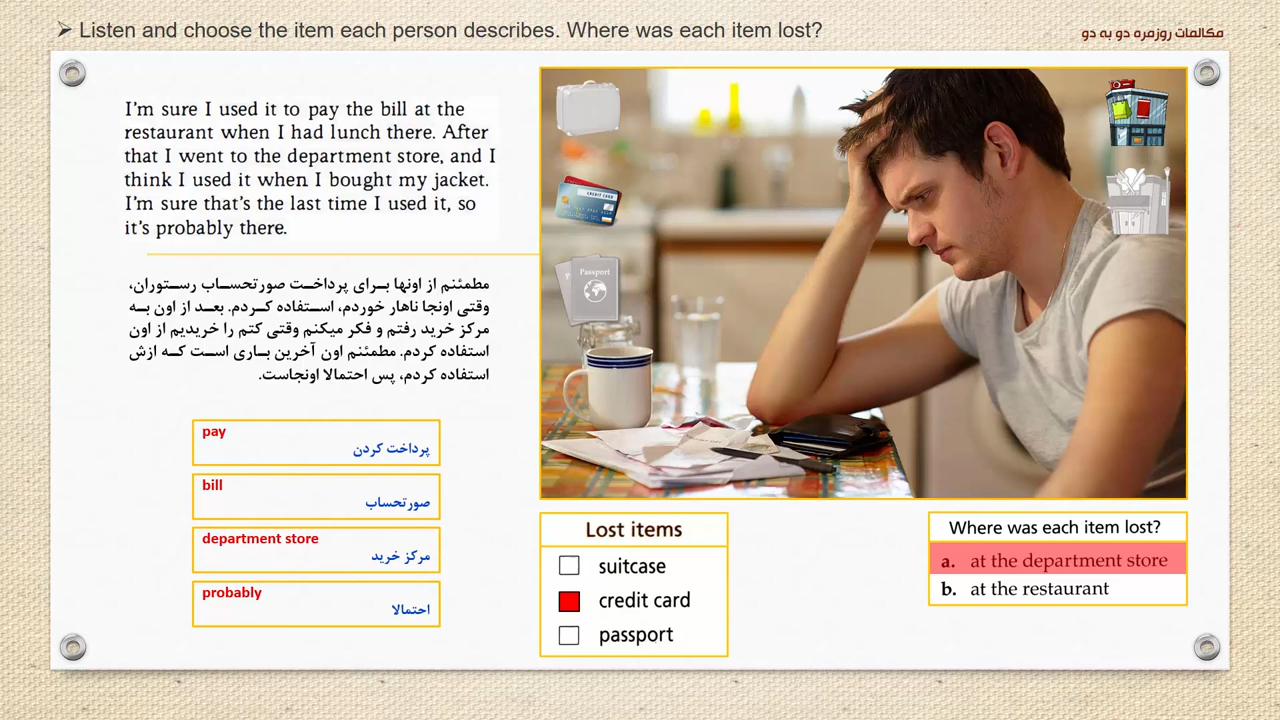 ➢ Listen and choose the item each person describes. Where was each item lost?
مکالمات روزمره دو به دو
I'm sure I used it to pay the bill at the
restaurant when I had lunch there. After
that I went to the department store, and I
think I used it when I bought my jacket.
I'm sure that's the last time I used it, so
it's probably there.
مطمئنم از اونها برای پرداخت صورتحساب رستوران،
وقتی اونجا ناهار خوردم، استفاده کردم. بعد از اون به
مرکز خرید رفتم و فکر میکنم وقتی کتم را خریدیم از اون
استفاده کردم. مطمئنم اون آخرین باری است که ازش
استفاده کردم، پس احتمالا اونجاست.
pay
پرداخت کردن
bill
صورتحساب
department store
مرکز خرید
probably
احتمالا
CREDIT CARD
Passport
Lost items
suitcase
credit card
passport
Where was each item lost?
a. at the department store
b. at the restaurant